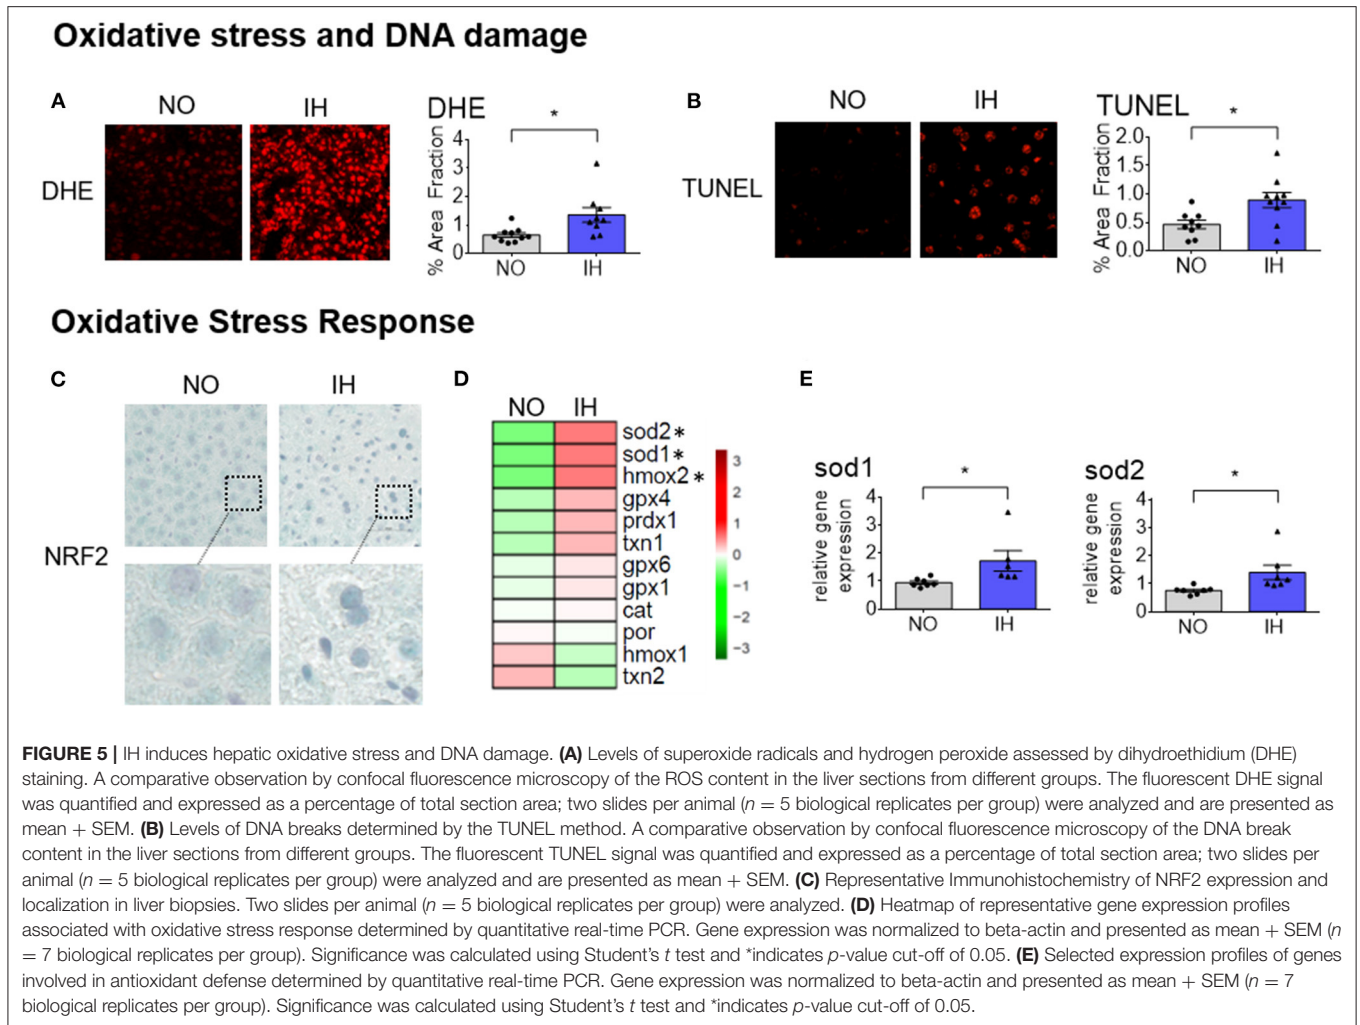 Oxidative stress and DNA damage
A
NO
IH
DHE
DHE
*
% Area Fraction
4
3
2
1
0
NO
IH
B
NO
IH
TUNEL
TUNEL
*
% Area Fraction
2.0
1.5
1.0
0.5
0.0
NO
IH
Oxidative Stress Response
C
NO
IH
NRF2
D
NO
IH
sod2*
sod1*
hmox2*
gpx4
prdx1
txn1
gpx6
gpx1
cat
por
hmox1
txn2
3
2
1
0
−1
−2
−3
E
sod1
*
relative gene
expression
4
3
2
1
0
NO
IH
sod2
*
relative gene
expression
4
3
2
1
0
NO
IH
FIGURE 5 | IH induces hepatic oxidative stress and DNA damage. (A) Levels of superoxide radicals and hydrogen peroxide assessed by dihydroethidium (DHE)
staining. A comparative observation by confocal fluorescence microscopy of the ROS content in the liver sections from different groups. The fluorescent DHE signal
was quantified and expressed as a percentage of total section area; two slides per animal (n = 5 biological replicates per group) were analyzed and are presented as
mean + SEM. (B) Levels of DNA breaks determined by the TUNEL method. A comparative observation by confocal fluorescence microscopy of the DNA break
content in the liver sections from different groups. The fluorescent TUNEL signal was quantified and expressed as a percentage of total section area; two slides per
animal (n = 5 biological replicates per group) were analyzed and are presented as mean + SEM. (C) Representative Immunohistochemistry of NRF2 expression and
localization in liver biopsies. Two slides per animal (n = 5 biological replicates per group) were analyzed. (D) Heatmap of representative gene expression profiles
associated with oxidative stress response determined by quantitative real-time PCR. Gene expression was normalized to beta-actin and presented as mean + SEM (n
= 7 biological replicates per group). Significance was calculated using Student's t test and *indicates p-value cut-off of 0.05. (E) Selected expression profiles of genes
involved in antioxidant defense determined by quantitative real-time PCR. Gene expression was normalized to beta-actin and presented as mean + SEM (n = 7
biological replicates per group). Significance was calculated using Student's t test and *indicates p-value cut-off of 0.05.